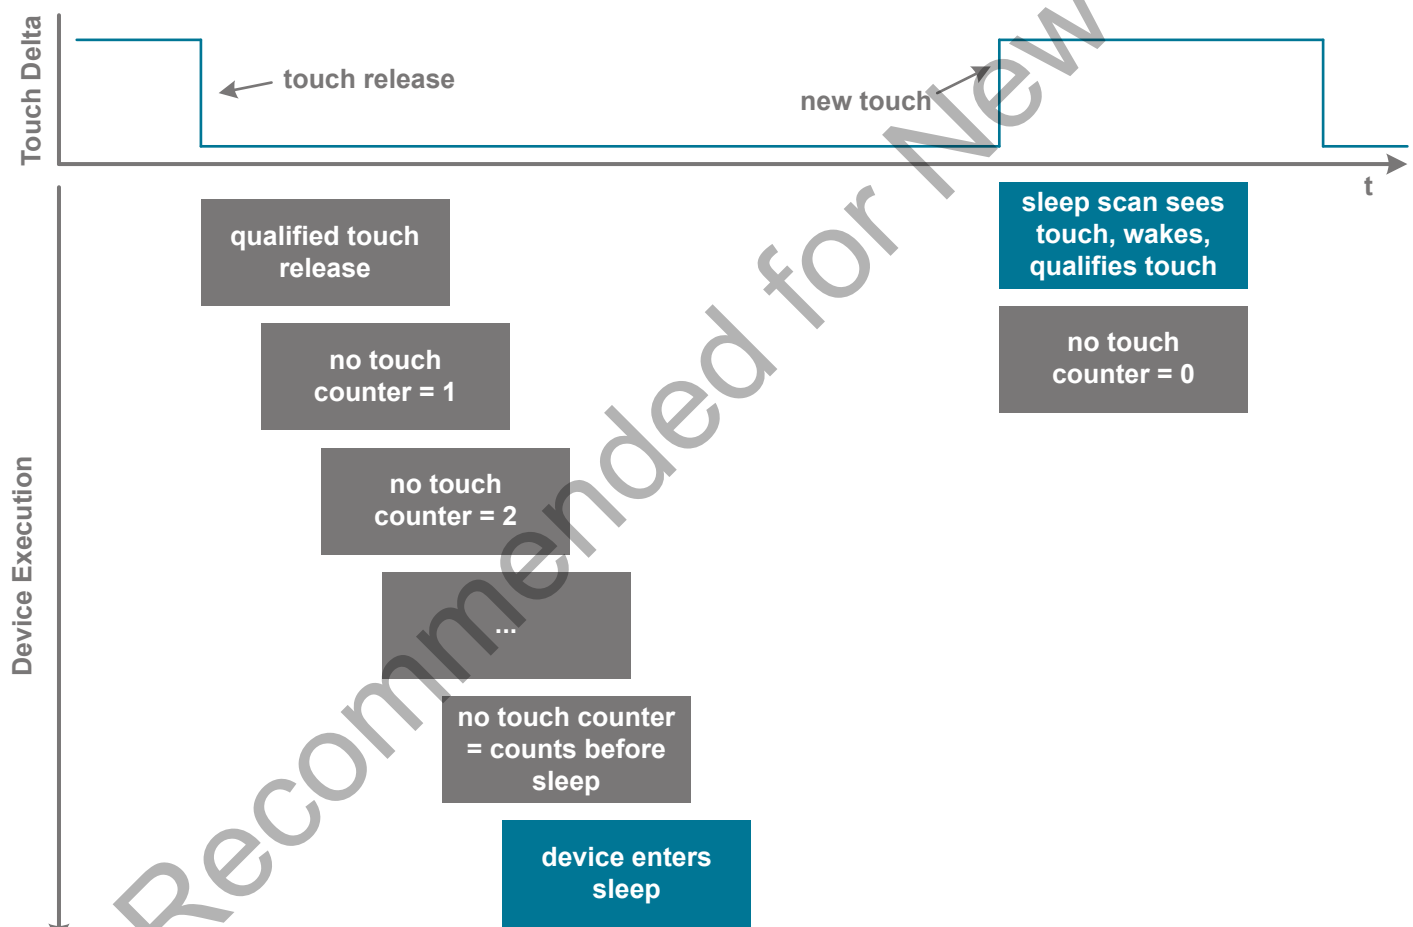 Touch Delta
touch release
new touch
t
Device Execution
qualified touch
release
no touch
counter = 1
no touch
counter = 2
...
no touch counter
= counts before
sleep
device enters
sleep
sleep scan sees
touch, wakes,
qualifies touch
no touch
counter = 0
Recommended for New